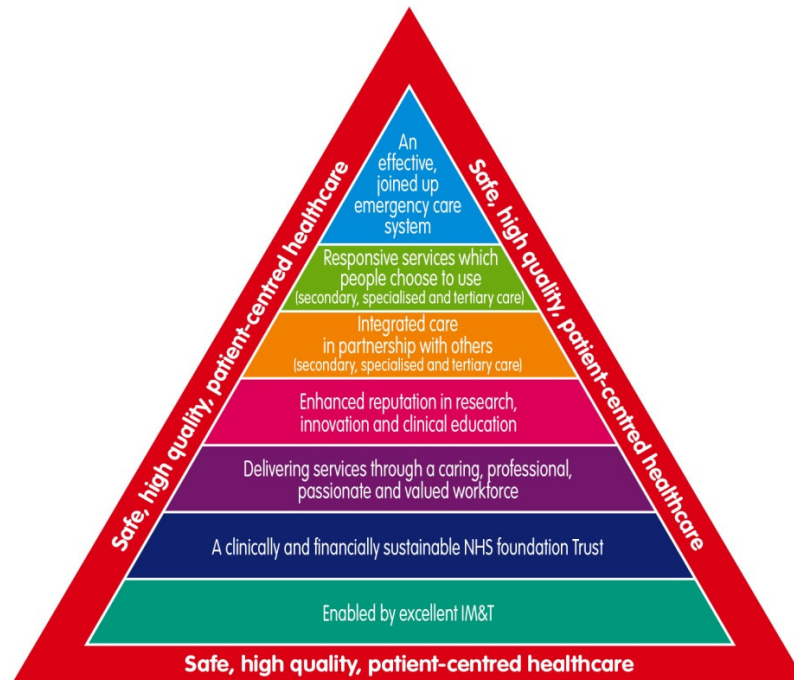 Safe, high quality, patient-centred healthcare
Safe, high quality, patient-centred healthcare
An
effective,
joined up
emergency care
system
Responsive services which
people choose to use
(secondary, specialised and tertiary care)
Integrated care
in partnership with others
(secondary, specialised and tertiary care)
Enhanced reputation in research,
innovation and clinical education
Delivering services through a caring, professional,
passionate and valued workforce
A clinically and financially sustainable NHS foundation Trust
Enabled by excellent IM&T
Safe, high quality, patient-centred healthcare